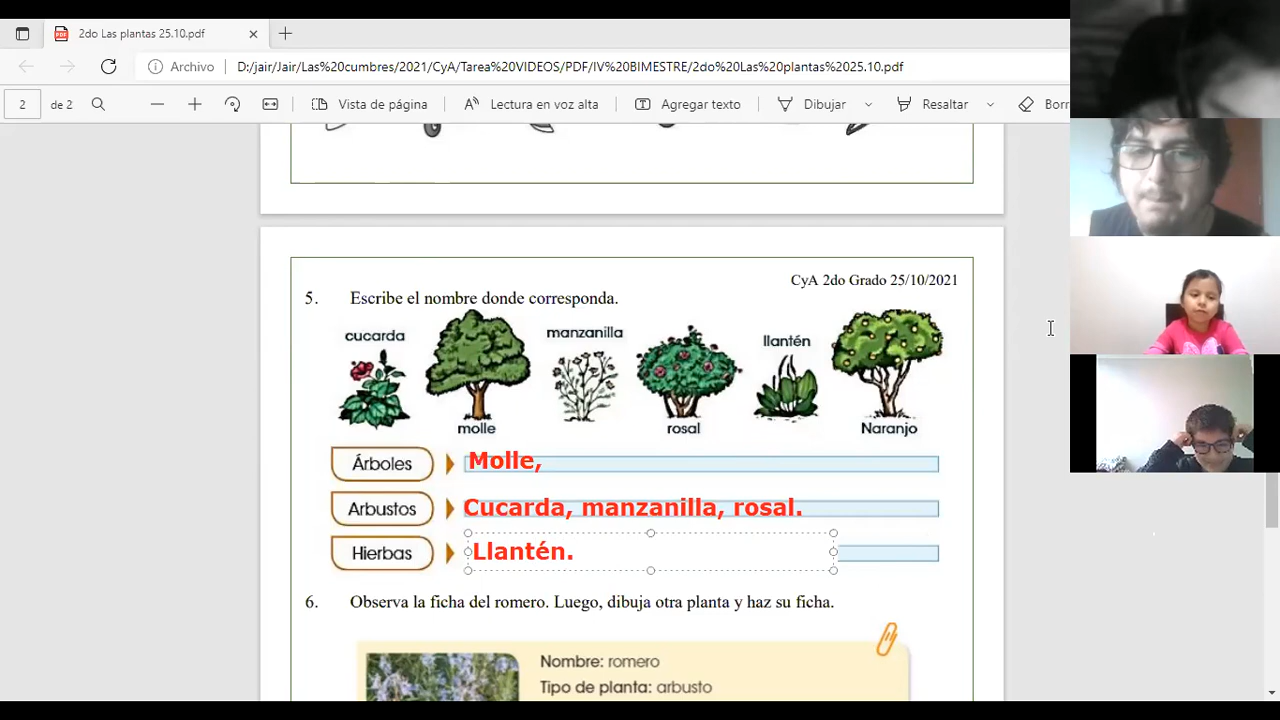 2do Las plantas 25.10.pdf
Archivo
D:/jair/Jair/Las%20cumbres/2021/CyA/Tarea%20VIDEOS/PDF/IV%20BIMESTRE/2do%20Las%20plantas%2025.10.pdf
2 de 2
Vista de página
Lectura en voz alta
Agregar texto
Dibujar
Resaltar
Borr
CyA 2do Grado 25/10/2021
5. Escribe el nombre donde corresponda.
cucarda
manzanilla
llantén
molle
rosal
Naranjo
Árboles Molle,
Arbustos Cucarda, manzanilla, rosal.
Hierbas Llantén.
6. Observa la ficha del romero. Luego, dibuja otra planta y haz su ficha.
Nombre: romero
Tipo de planta: arbusto